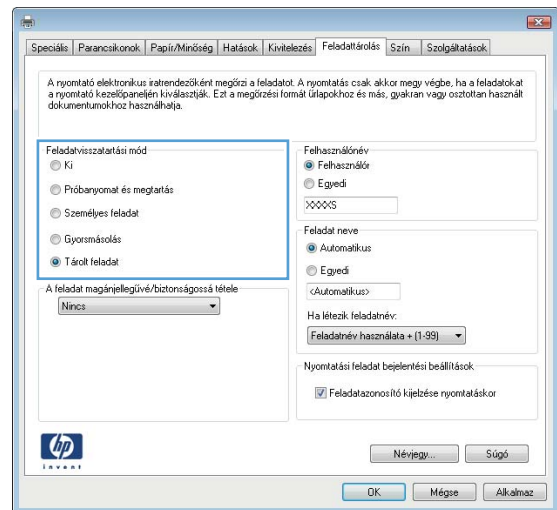 Speciális Parancsikonok Papír/Minőség Hatások Kivitelezés Feladattárolás Szín Szolgáltatások
A nyomtató elektronikus iratrendezőként megőrzi a feladatot. A nyomtatás csak akkor megy végbe, ha a feladatokat
a nyomtató kezelőpaneljén kiválasztják. Ezt a megőrzési formát űrlapokhoz és más, gyakran vagy osztottan használt
dokumentumokhoz használhatja.
Feladatvisszatartási mód
Ki
Próbanyomat és megtartás
Személyes feladat
Gyorsmásolás
Tárolt feladat
A feladat magánjellegűvé/biztonságossá tétele
Nincs
Felhasználónév
Felhasználór
Egyedi
XXXXS
Feladat neve
Automatikus
Egyedi
<Automatikus>
Ha létezik feladatnév:
Feladatnév használata + (1-99)
Nyomtatási feladat bejelentési beállítások
Feladatazonosító kijelzése nyomtatáskor
hp
invent
Névjegy... Súgó
OK Mégse Alkalmaz